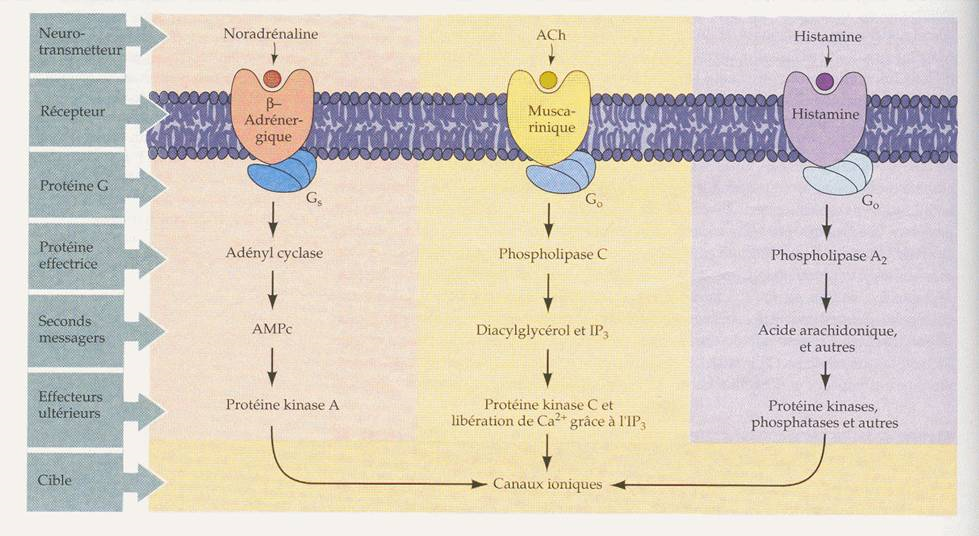 Neuro-
transmetteur
Noradrénaline
ACh
Histamine
Récepteur
β–
Adréner-
gique
Musca-
rinique
Histamine
Protéine G
Gs
Go
Go
Protéine
effectrice
Adényl cyclase
Phospholipase C
Phospholipase A2
Seconds
messagers
AMPc
Diacylglycérol et IP3
Acide arachidonique,
et autres
Effecteurs
ultérieurs
Protéine kinase A
Protéine kinase C et
libération de Ca2+ grâce à l'IP3
Protéine kinases,
phosphatases et autres
Cible
Canaux ioniques